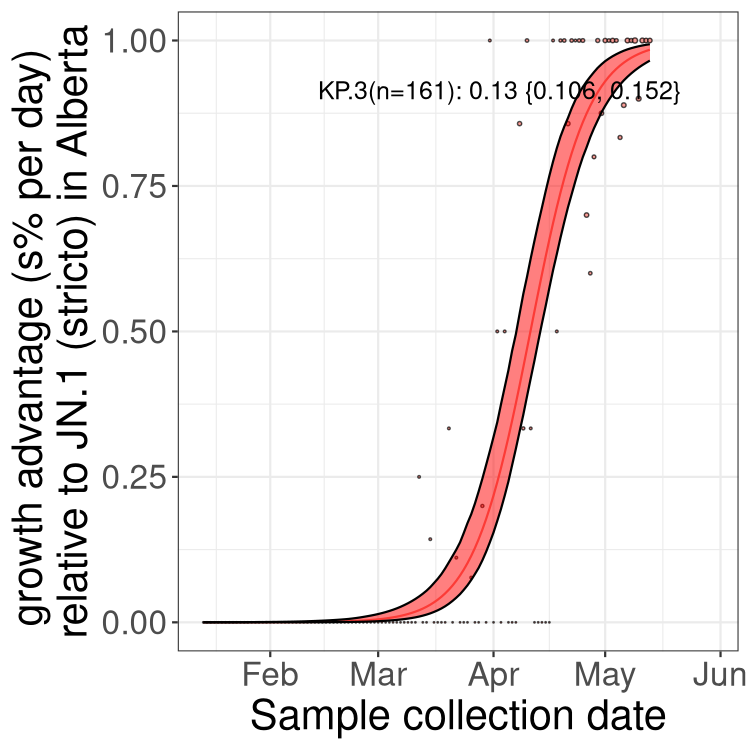 growth advantage (s% per day)
relative to JN.1 (stricto) in Alberta
1.00
0.75
0.50
0.25
0.00
KP.3(n=161): 0.13 {0.106, 0.152}
Feb Mar Apr May Jun
Sample collection date